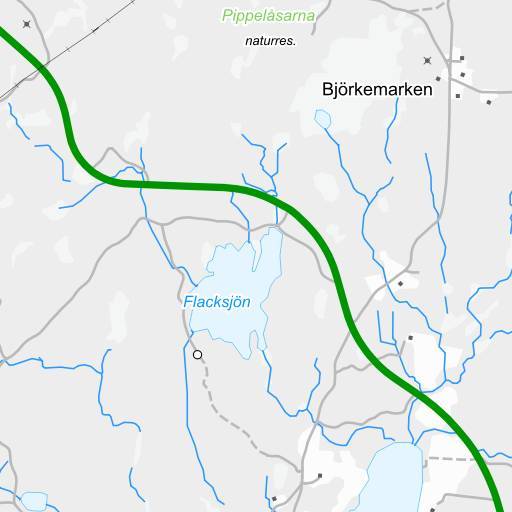 Pippelåsarna
naturres.
Björkemarken
Flacksjön